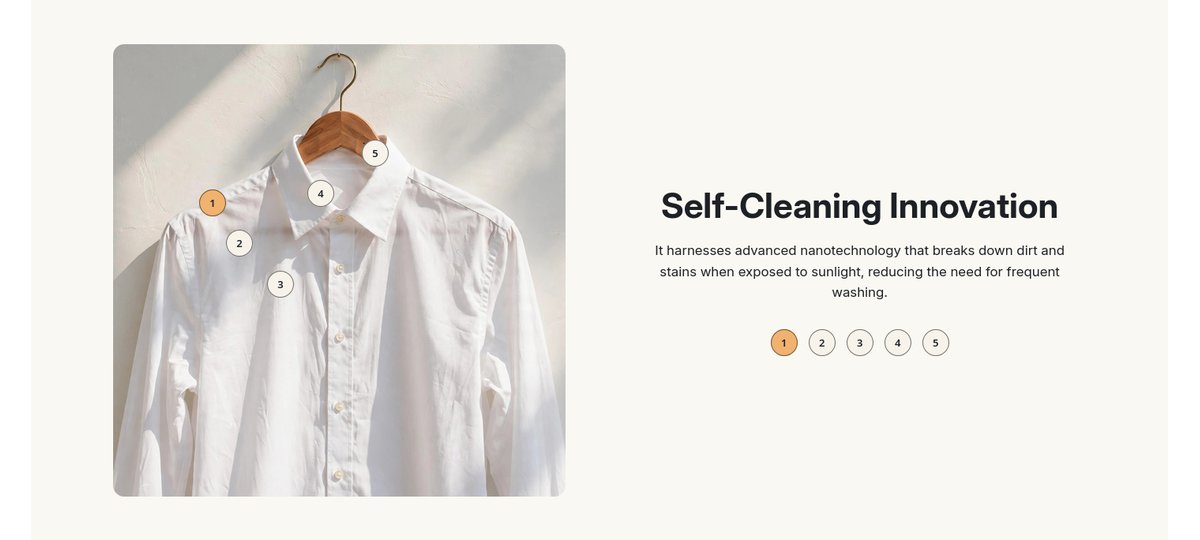 5
4
1
2
3
Self-Cleaning Innovation
It harnesses advanced nanotechnology that breaks down dirt and
stains when exposed to sunlight, reducing the need for frequent
washing.
1 2 3 4 5